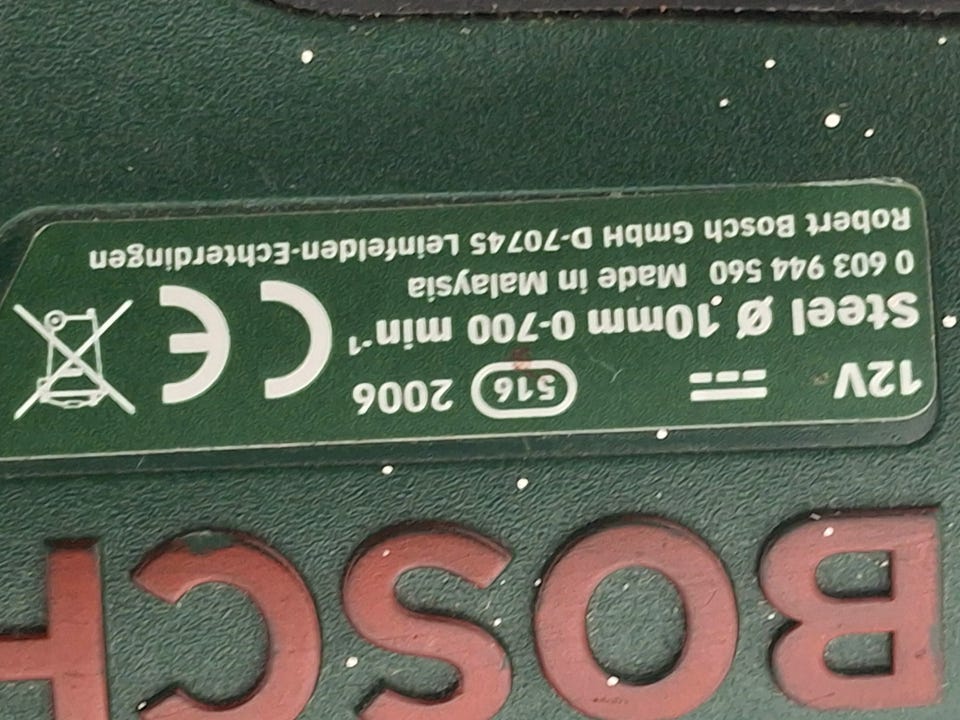 BOSCH
12V ⎓ 516 2006
Steel Ø 10mm 0-700 min⁻¹
0 603 944 560 Made in Malaysia
Robert Bosch GmbH D-70745 Leinfelden-Echterdingen
CE